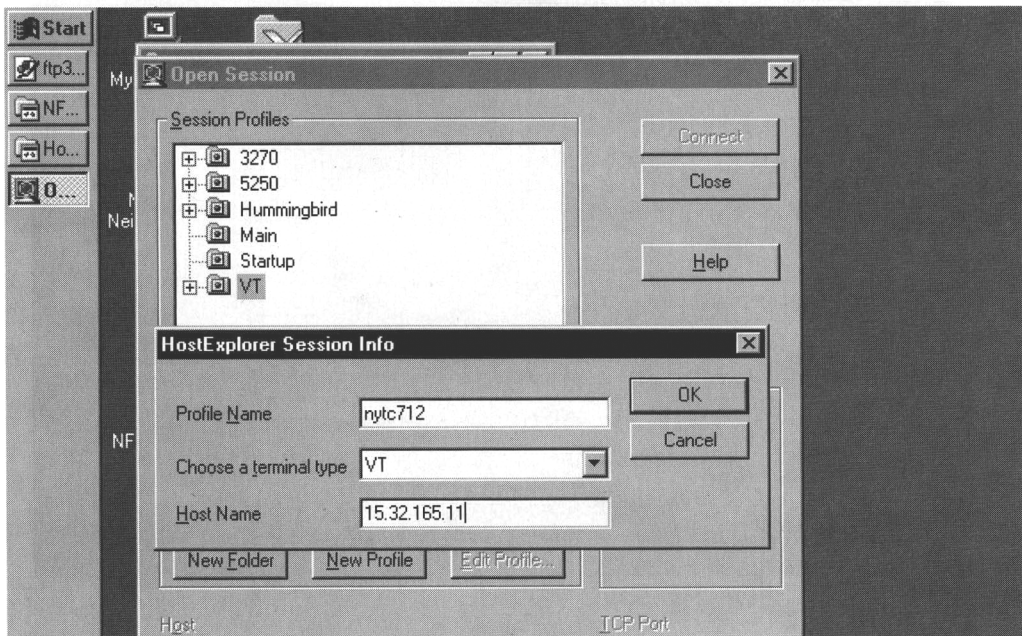 Start
ftp3...
NF...
Ho...
O...
My
Nei
NF
Open Session
Session Profiles
3270
5250
Hummingbird
Main
Startup
VT
Connect
Close
Help
HostExplorer Session Info
Profile Name
nytc712
Choose a terminal type
VT
Host Name
15.32.165.11
OK
Cancel
New Folder
New Profile
Edit Profile...
Host
TCP Port